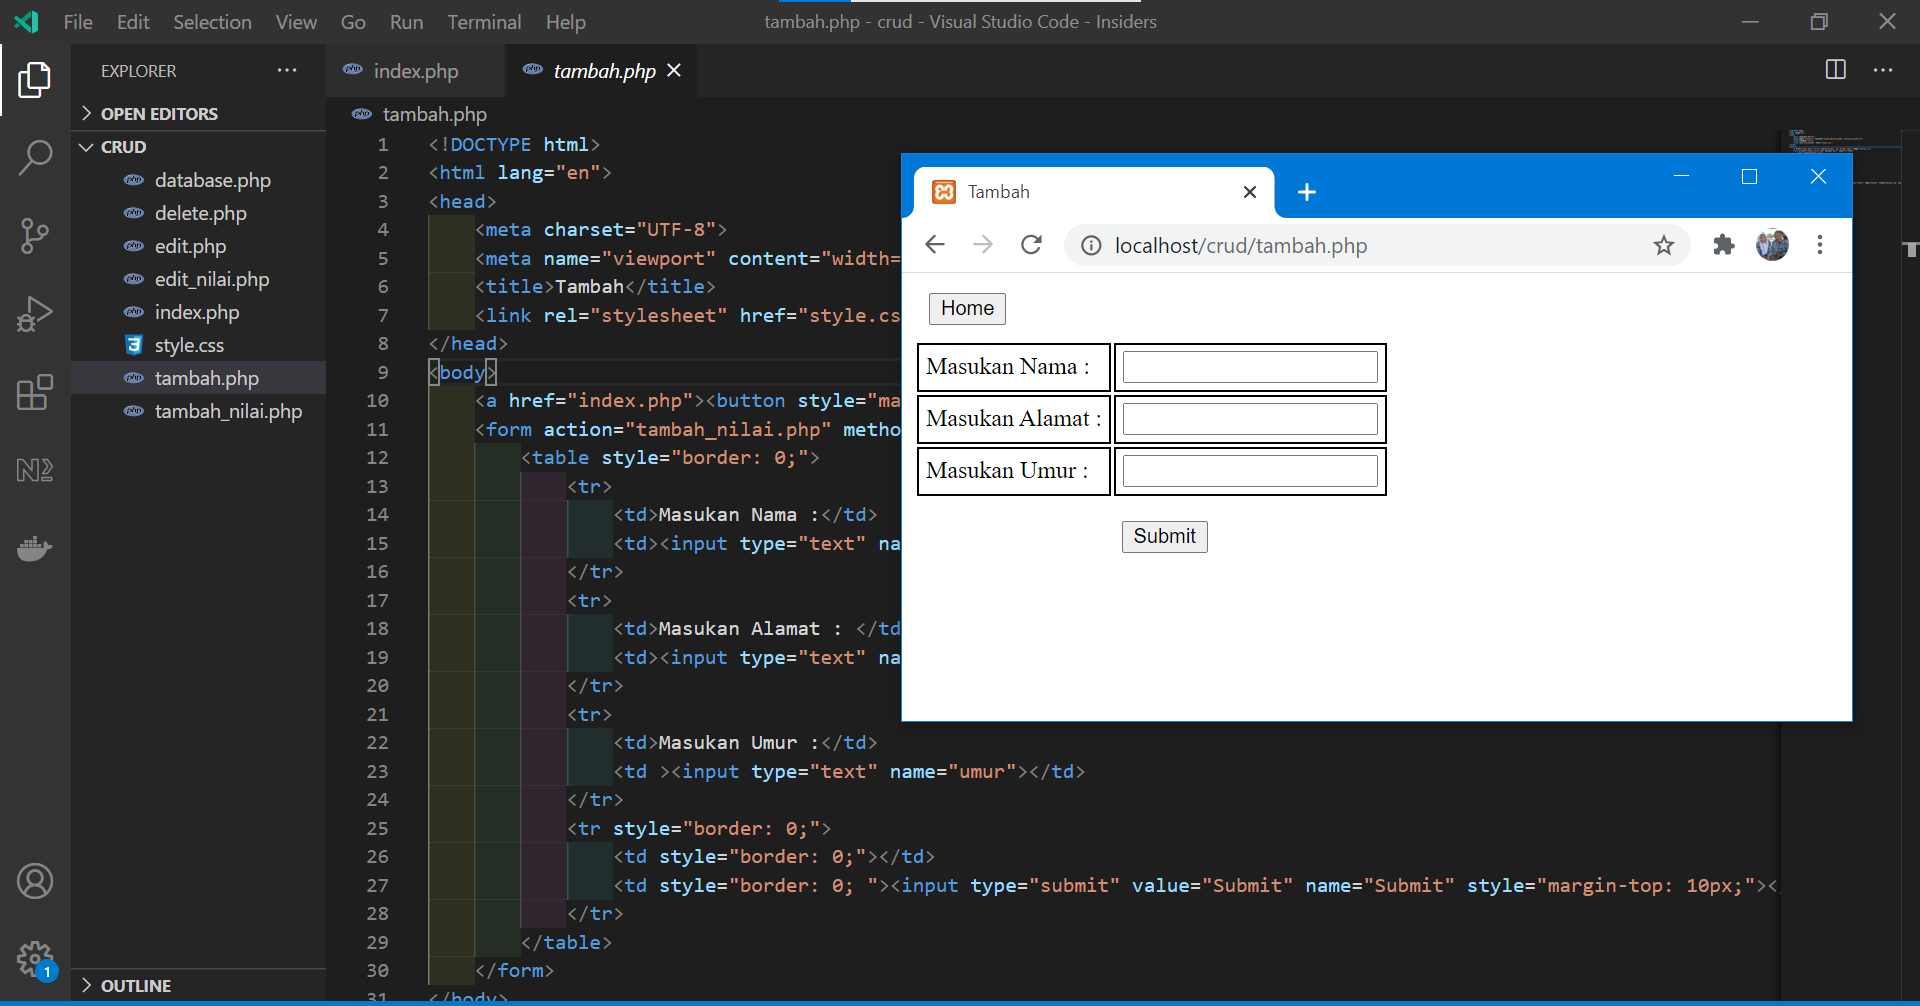 File Edit Selection View Go Run Terminal Help
tambah.php - crud - Visual Studio Code - Insiders
EXPLORER
OPEN EDITORS
CRUD
database.php
delete.php
edit.php
edit_nilai.php
index.php
style.css
tambah.php
tambah_nilai.php
OUTLINE
1
index.php
tambah.php
tambah.php
1 <!DOCTYPE html>
2 <html lang="en">
3 <head>
4 <meta charset="UTF-8">
5 <meta name="viewport" content="width=
6 <title>Tambah</title>
7 <link rel="stylesheet" href="style.cs
8 </head>
9 <body>
10 <a href="index.php"><button style="ma
11 <form action="tambah_nilai.php" metho
12 <table style="border: 0;">
13 <tr>
14 <td>Masukan Nama :</td>
15 <td><input type="text" na
16 </tr>
17 <tr>
18 <td>Masukan Alamat : </td
19 <td><input type="text" na
20 </tr>
21 <tr>
22 <td>Masukan Umur :</td>
23 <td ><input type="text" name="umur"></td>
24 </tr>
25 <tr style="border: 0;">
26 <td style="border: 0;"></td>
27 <td style="border: 0; "><input type="submit" value="Submit" name="Submit" style="margin-top: 10px;"><
28 </tr>
29 </table>
30 </form>
31 </body>
Tambah
localhost/crud/tambah.php
Home
Masukan Nama :
Masukan Alamat :
Masukan Umur :
Submit